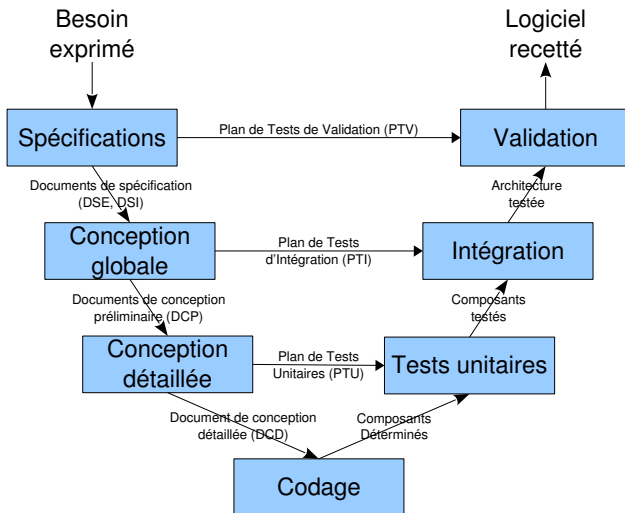 Besoin
exprimé
Logiciel
recetté
Spécifications
Plan de Tests de Validation (PTV)
Validation
Documents de spécification
(DSE, DSI)
Architecture
testée
Conception
globale
Plan de Tests
d'Intégration (PTI)
Intégration
Documents de conception
préliminaire (DCP)
Composants
testés
Conception
détaillée
Plan de Tests
Unitaires (PTU)
Tests unitaires
Document de conception
détaillée (DCD)
Composants
Déterminés
Codage